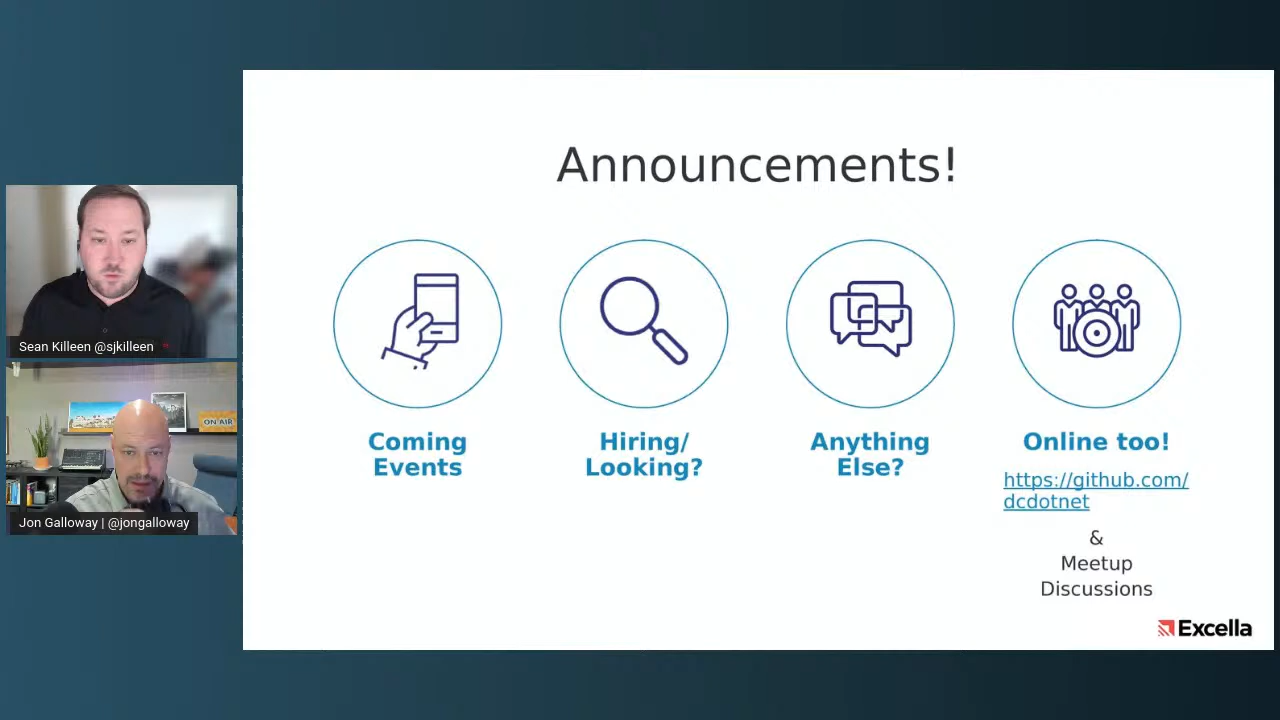 Announcements!
Coming
Events
Hiring/
Looking?
Anything
Else?
Online too!
https://github.com/
dcdotnet
&
Meetup
Discussions
Excella
Sean Killeen @sjkilleen
ON AIR
Jon Galloway | @jongalloway